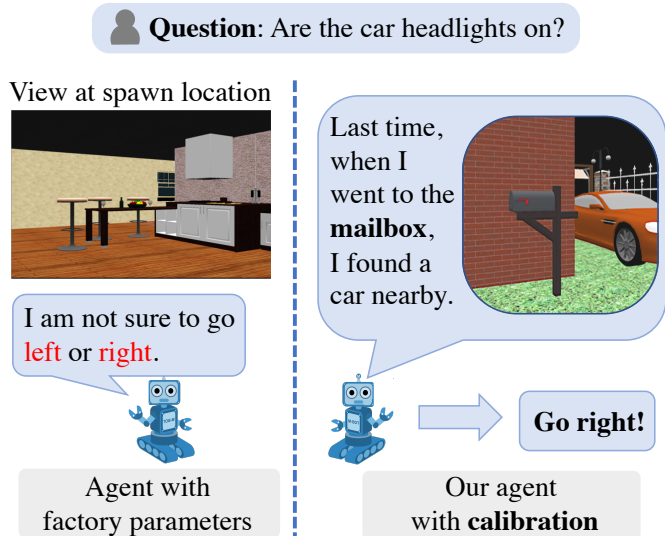 Question: Are the car headlights on?
View at spawn location
Last time,
when I
went to the
mailbox,
I found a
car nearby.
I am not sure to go
left or right.
Go right!
Agent with
factory parameters
Our agent
with calibration